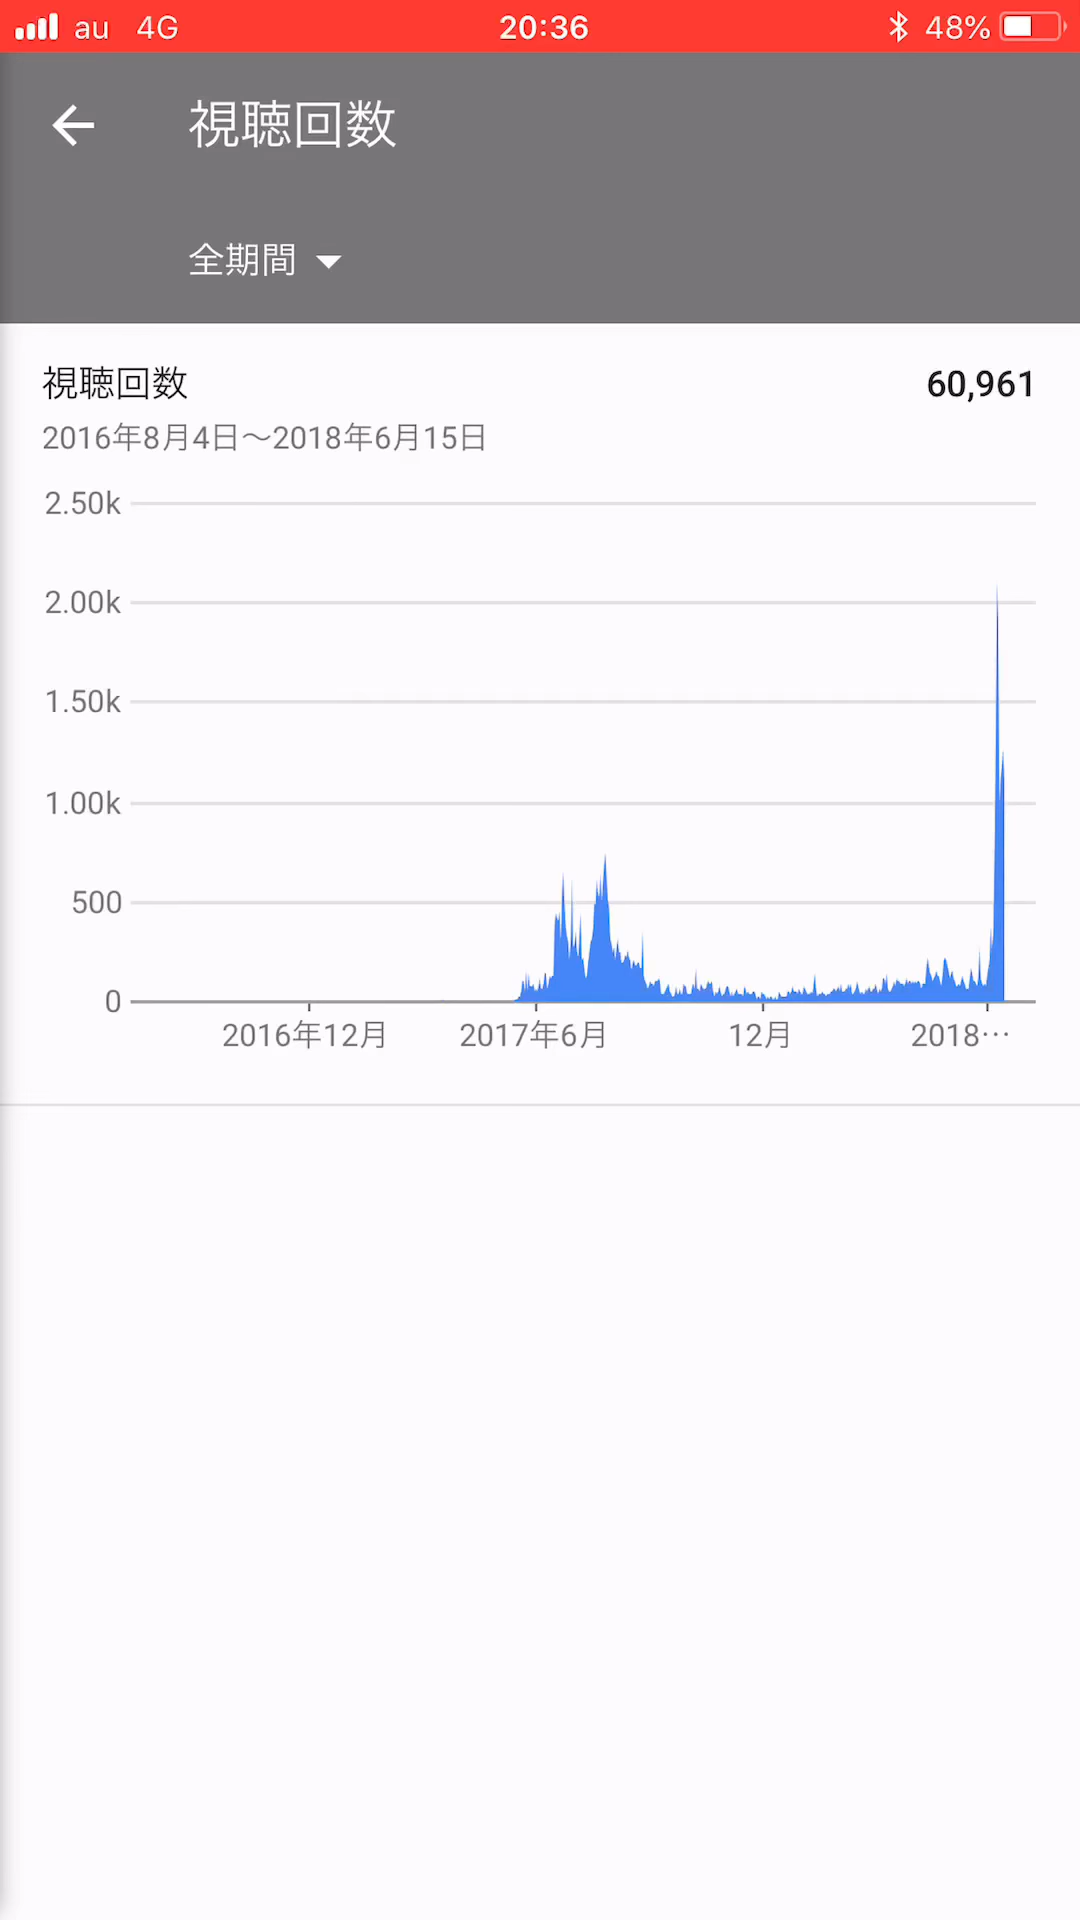 au 4G 20:36 48%
視聴回数
全期間
視聴回数 60,961
2016年8月4日〜2018年6月15日
2.50k
2.00k
1.50k
1.00k
500
0
2016年12月 2017年6月 12月 2018…